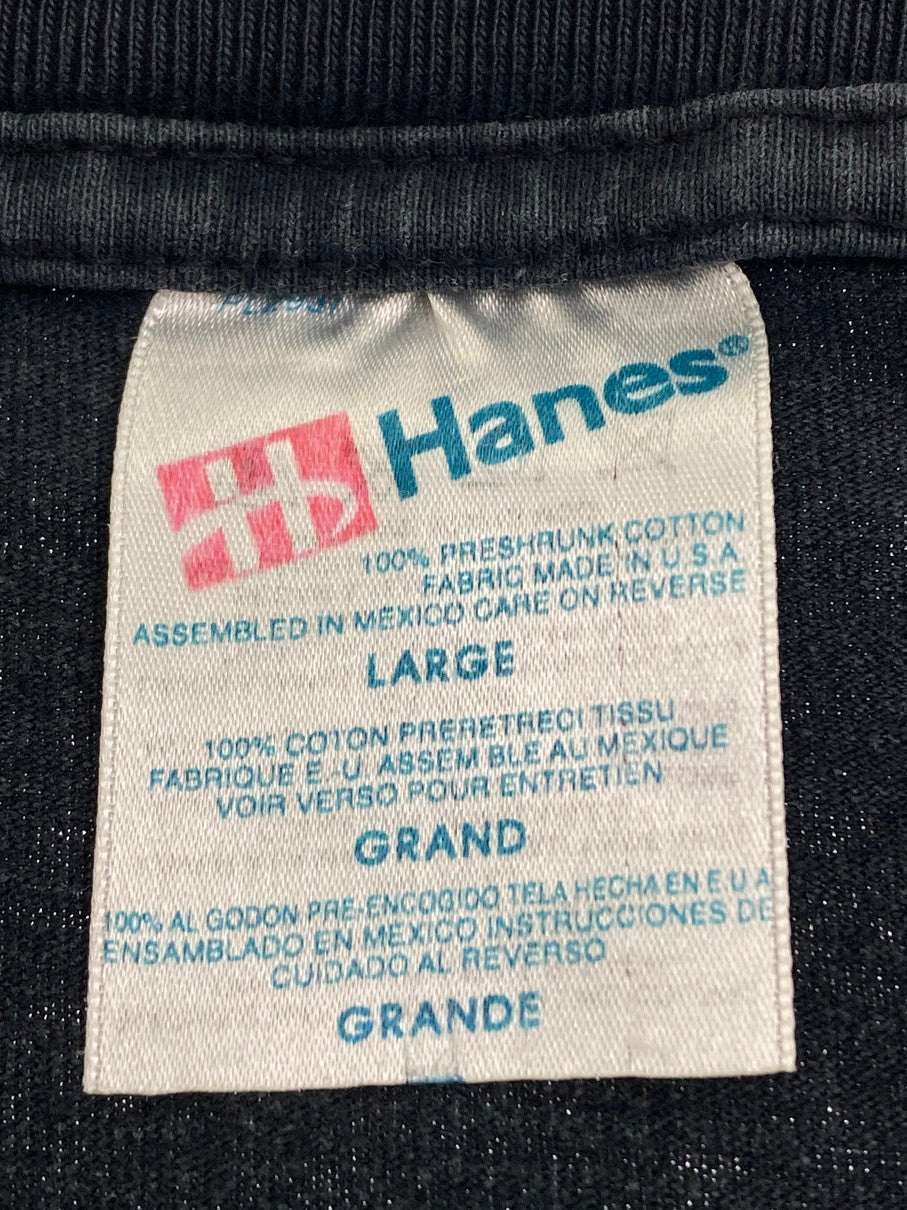 Hanes®
100% PRESHRUNK COTTON
FABRIC MADE IN U.S.A.
ASSEMBLED IN MEXICO CARE ON REVERSE
LARGE
100% COTON PRERETRECI TISSU
FABRIQUE E.-U. ASSEMBLE AU MEXIQUE
VOIR VERSO POUR ENTRETIEN
GRAND
100% ALGODON PRE-ENCOGIDO TELA HECHA EN E U A
ENSAMBLADO EN MEXICO INSTRUCCIONES DE
CUIDADO AL REVERSO
GRANDE